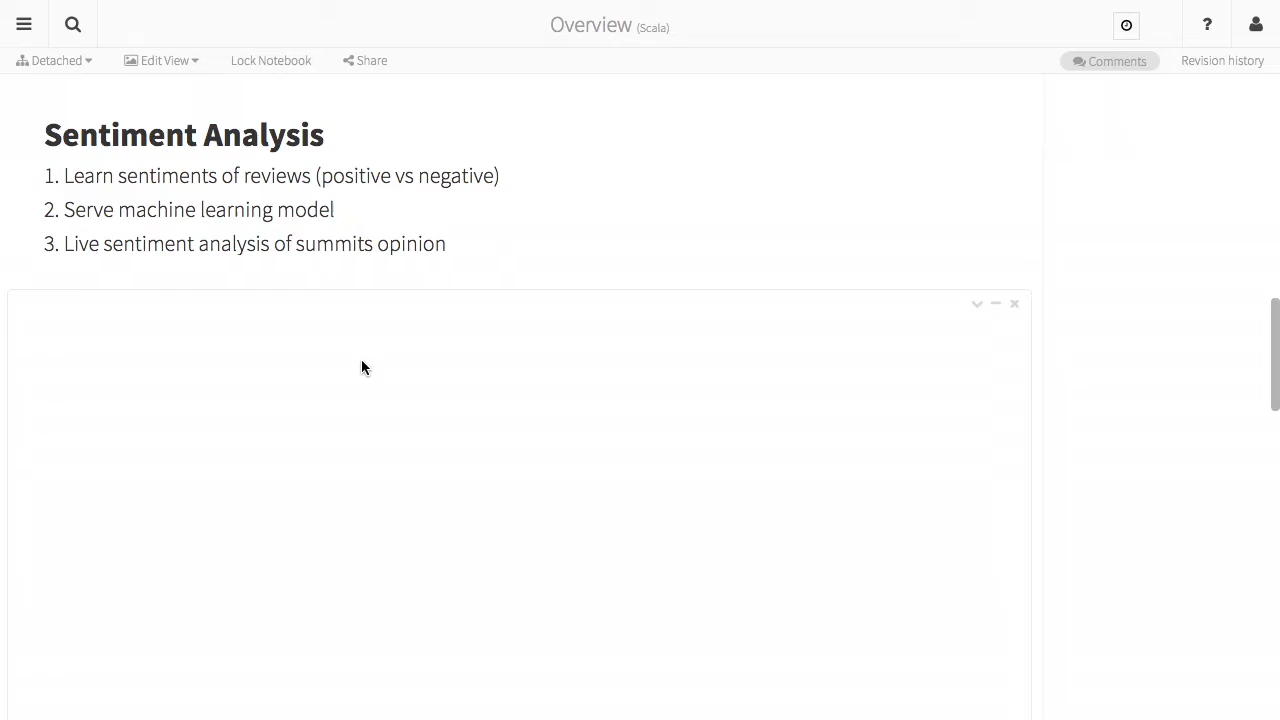 Overview (Scala)
?
Detached Edit View Lock Notebook Share Comments Revision history
Sentiment Analysis
1. Learn sentiments of reviews (positive vs negative)
2. Serve machine learning model
3. Live sentiment analysis of summits opinion